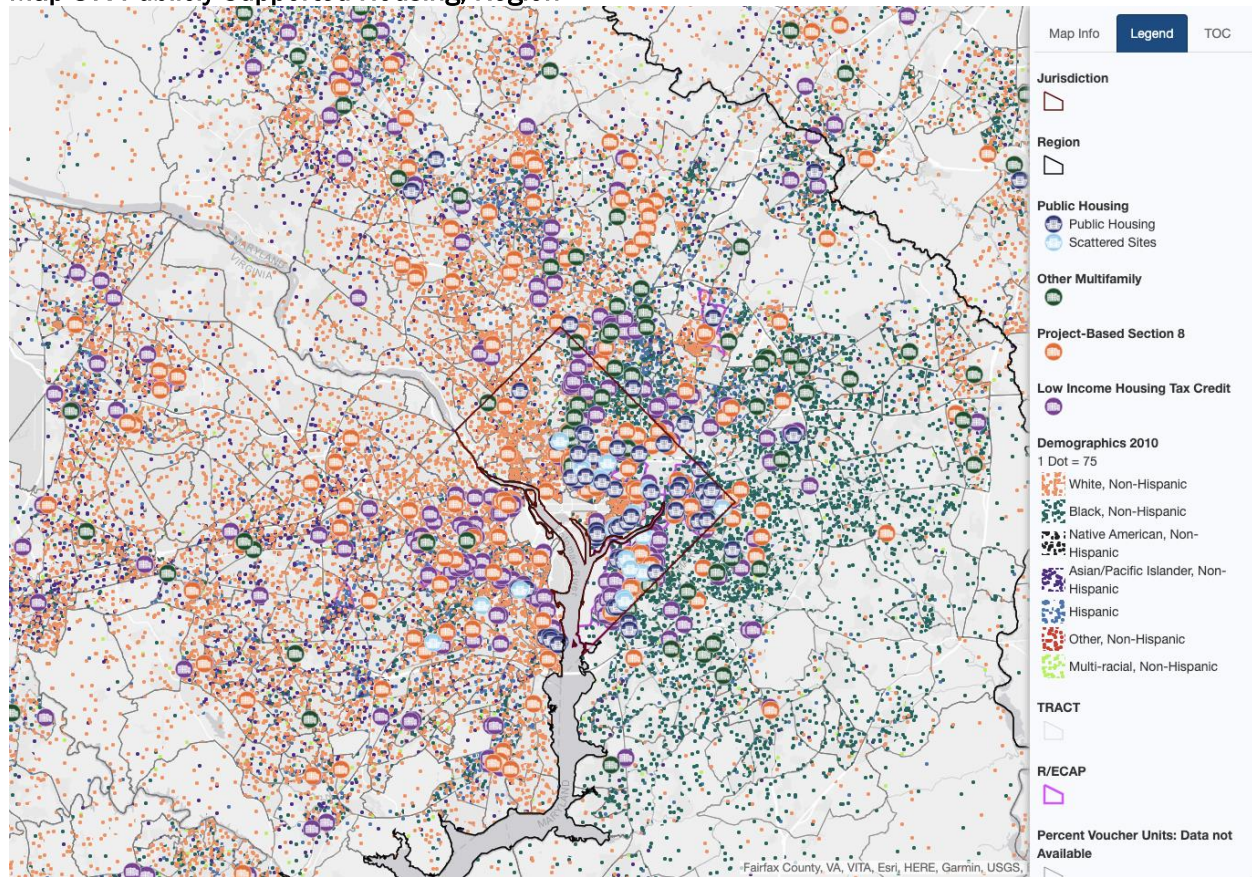 Map Info Legend TOC
Jurisdiction
Region
Public Housing
Public Housing
Scattered Sites
Other Multifamily
Project-Based Section 8
Low Income Housing Tax Credit
Demographics 2010
1 Dot = 75
White, Non-Hispanic
Black, Non-Hispanic
Native American, Non-
Hispanic
Asian/Pacific Islander, Non-
Hispanic
Hispanic
Other, Non-Hispanic
Multi-racial, Non-Hispanic
TRACT
R/ECAP
Percent Voucher Units: Data not
Available
MARYLAND
VIRGINIA
MARYLAND
Fairfax County, VA, VITA, Esri, HERE, Garmin, USGS,